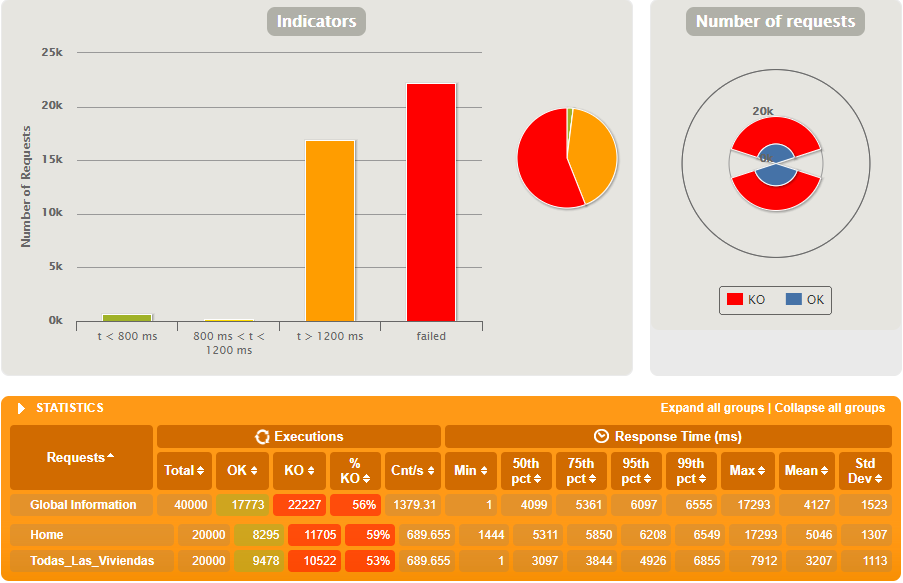 Indicators
Number of requests
25k
20k
15k
10k
5k
0k
Number of Requests
t < 800 ms
800 ms < t <
1200 ms
t > 1200 ms
failed
20k
KO OK
STATISTICS Expand all groups | Collapse all groups
Requests Executions Response Time (ms)
Total OK KO % KO Cnt/s Min 50th pct 75th pct 95th pct 99th pct Max Mean Std Dev
Global Information 40000 17773 22227 56% 1379.31 1 4099 5361 6097 6555 17293 4127 1523
Home 20000 8295 11705 59% 689.655 1444 5311 5850 6208 6549 17293 5046 1307
Todas_Las_Viviendas 20000 9478 10522 53% 689.655 1 3097 3844 4926 6855 7912 3207 1113